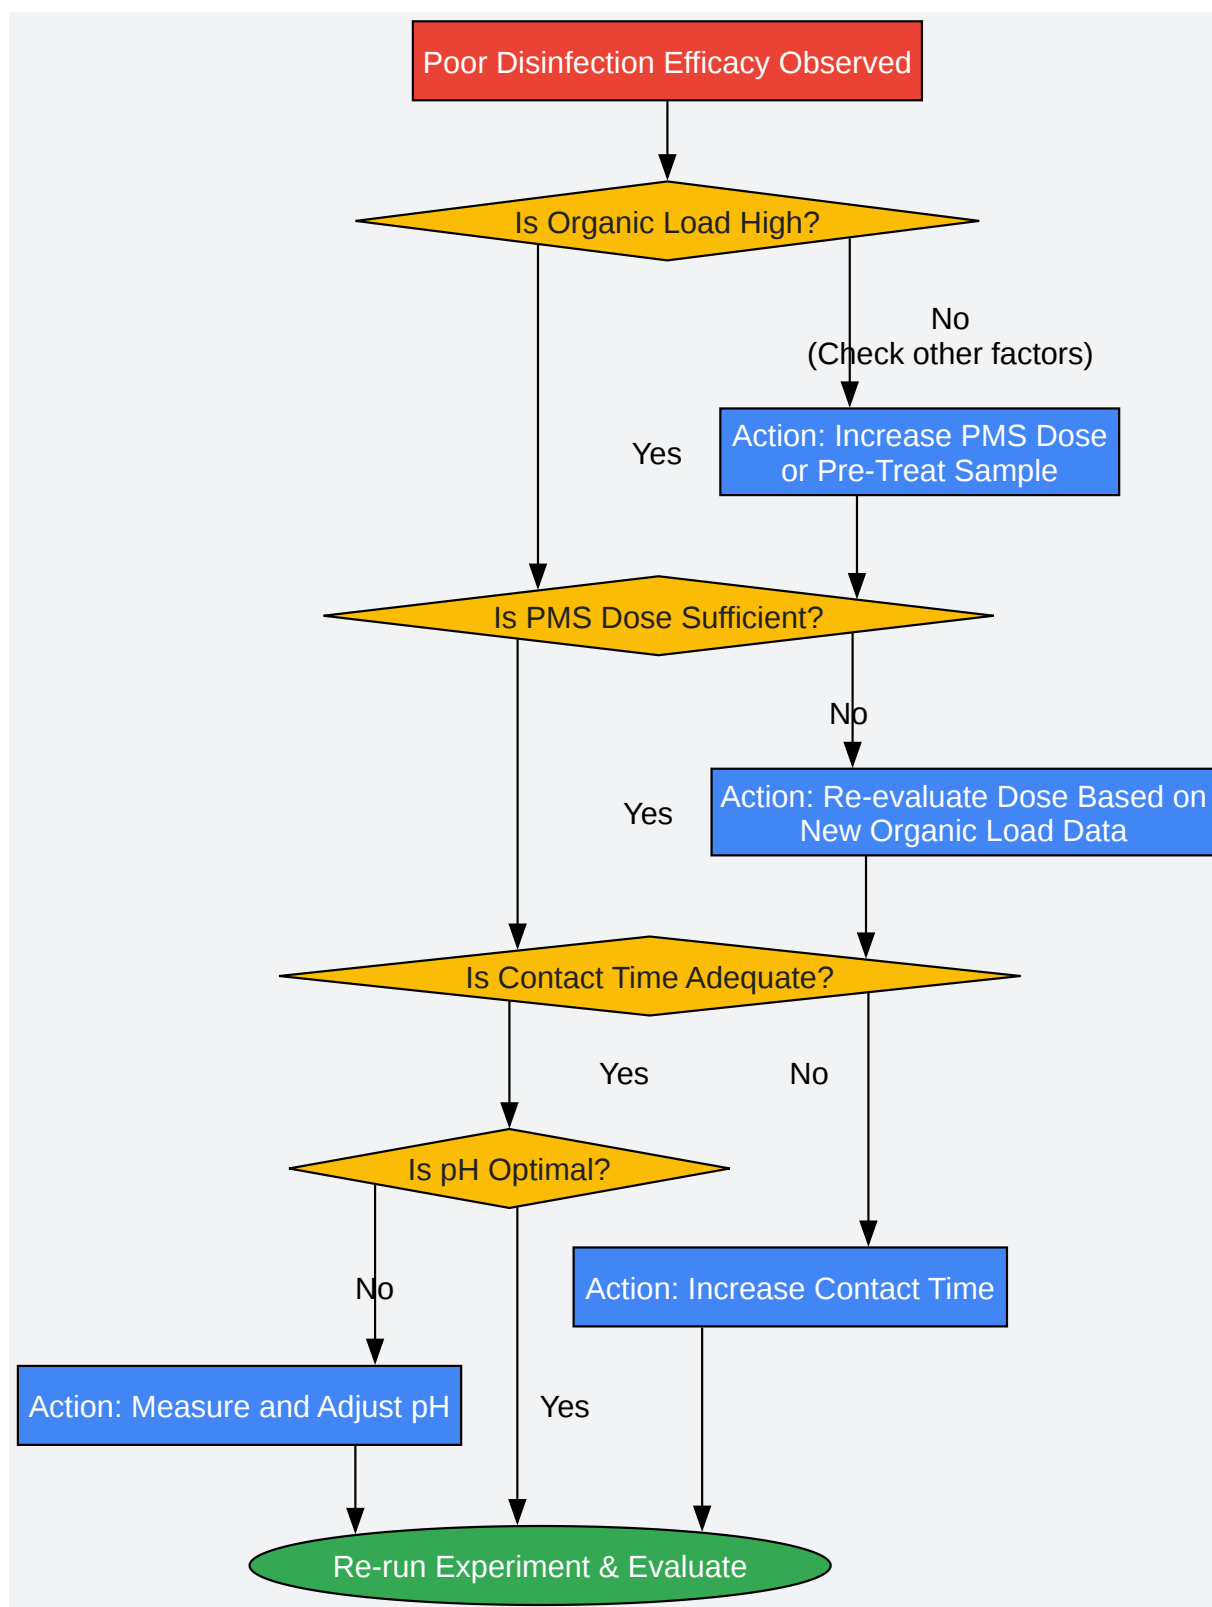 Poor Disinfection Efficacy Observed
Is Organic Load High?
No
(Check other factors)
Yes
Action: Increase PMS Dose
or Pre-Treat Sample
Is PMS Dose Sufficient?
No
Yes
Action: Re-evaluate Dose Based on
New Organic Load Data
Is Contact Time Adequate?
Yes
No
Is pH Optimal?
No
Action: Increase Contact Time
Action: Measure and Adjust pH
Yes
Re-run Experiment & Evaluate